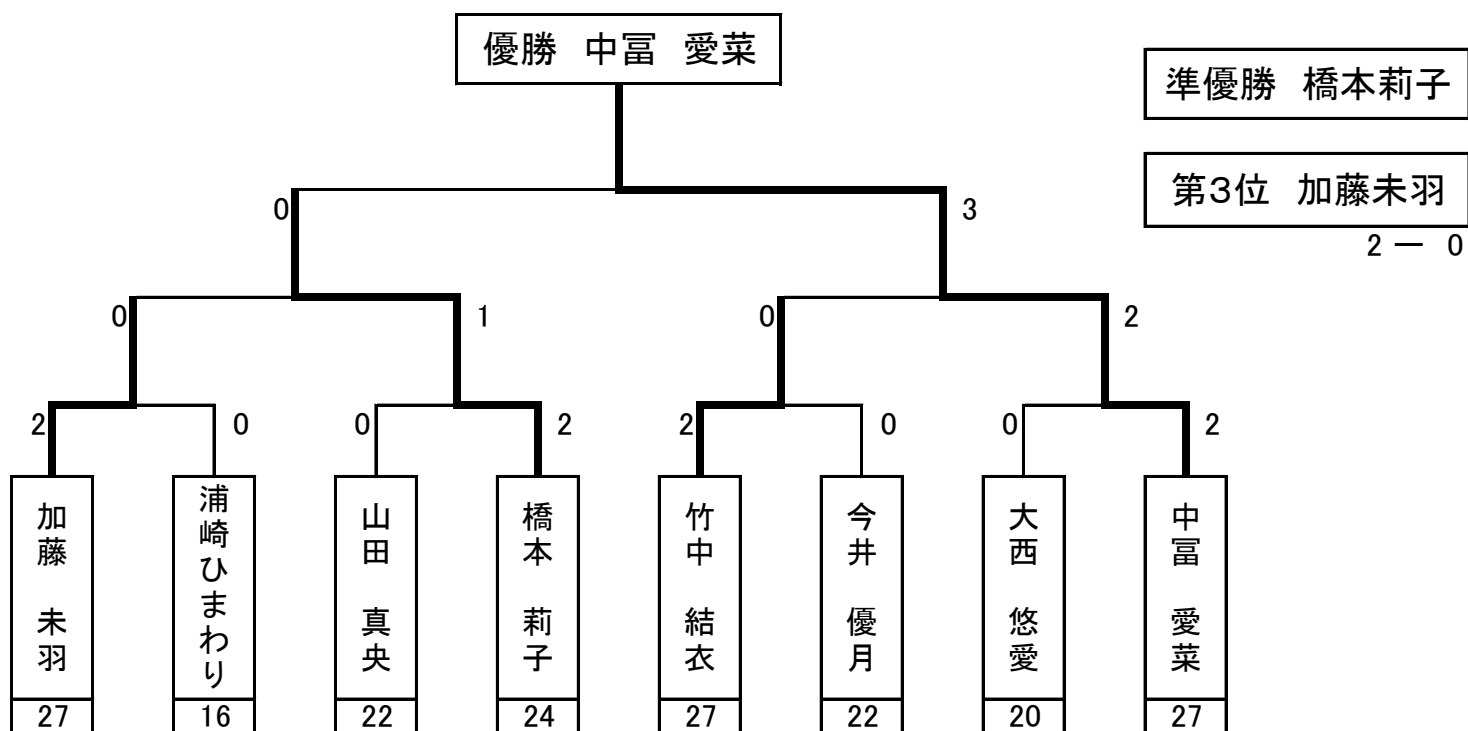 優勝 中冨 愛菜
準優勝 橋本莉子
第3位 加藤未羽
2 ― 0
0 3
0 1 0 2
2 0 0 2 2 0 0 2
加藤 未羽
浦崎ひまわり
山田 真央
橋本 莉子
竹中 結衣
今井 優月
大西 悠愛
中冨 愛菜
27 16 22 24 27 22 20 27